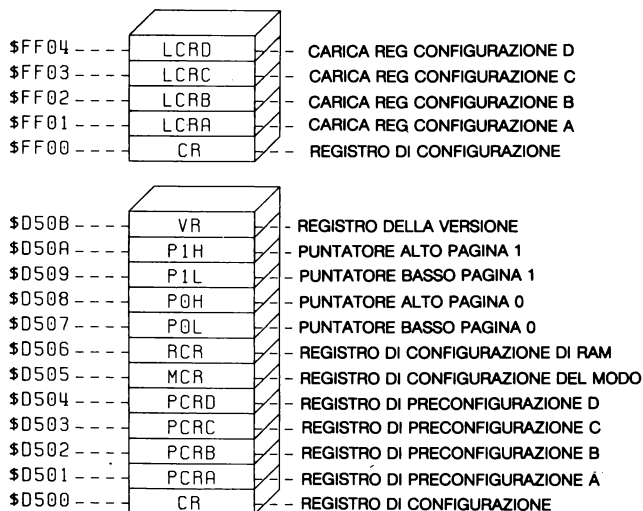 $FF04 - - - - LCRD - - CARICA REG CONFIGURAZIONE D
$FF03 - - - - LCRC - - CARICA REG CONFIGURAZIONE C
$FF02 - - - - LCRB - - CARICA REG CONFIGURAZIONE B
$FF01 - - - - LCRA - - CARICA REG CONFIGURAZIONE A
$FF00 - - - - CR - - REGISTRO DI CONFIGURAZIONE
$D50B - - - - VR - - REGISTRO DELLA VERSIONE
$D50A - - - - P1H - - PUNTATORE ALTO PAGINA 1
$D509 - - - - P1L - - PUNTATORE BASSO PAGINA 1
$D508 - - - - P0H - - PUNTATORE ALTO PAGINA 0
$D507 - - - - P0L - - PUNTATORE BASSO PAGINA 0
$D506 - - - - RCR - - REGISTRO DI CONFIGURAZIONE DI RAM
$D505 - - - - MCR - - REGISTRO DI CONFIGURAZIONE DEL MODO
$D504 - - - - PCRD - - REGISTRO DI PRECONFIGURAZIONE D
$D503 - - - - PCRC - - REGISTRO DI PRECONFIGURAZIONE C
$D502 - - - - PCRB - - REGISTRO DI PRECONFIGURAZIONE B
$D501 - - - - PCRA - - REGISTRO DI PRECONFIGURAZIONE A
$D500 - - - - CR - - REGISTRO DI CONFIGURAZIONE